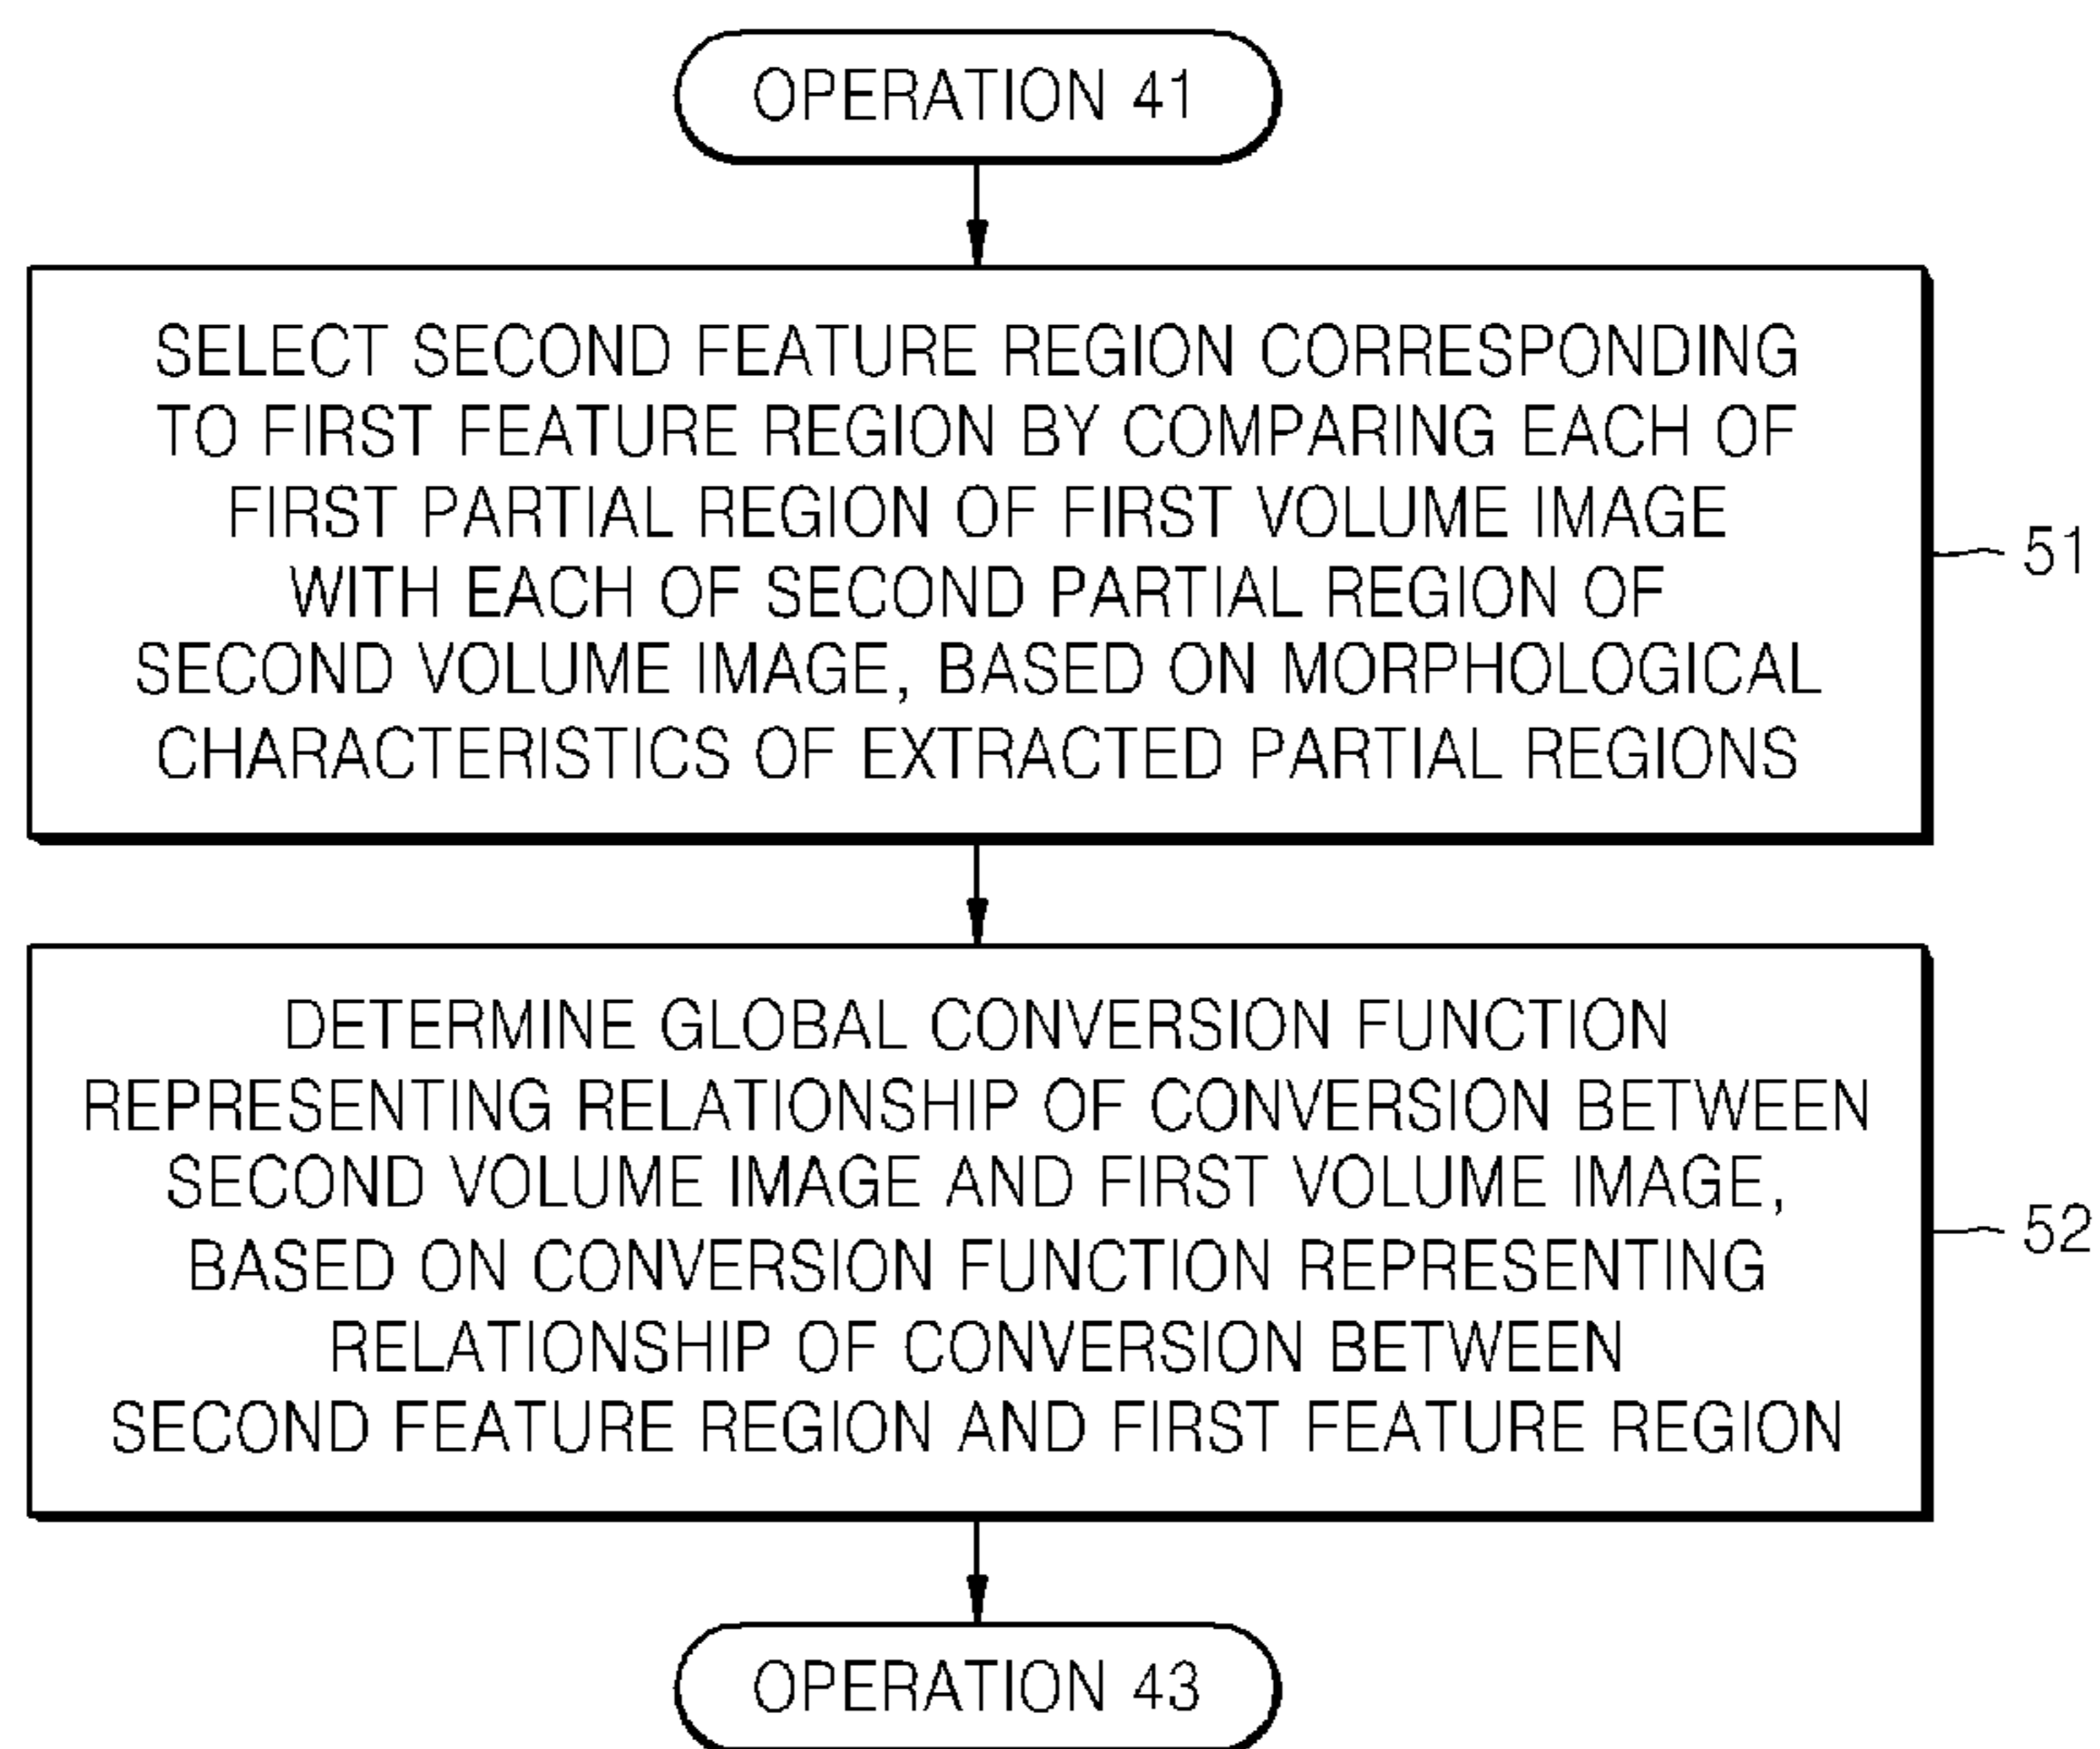 OPERATION 41
SELECT SECOND FEATURE REGION CORRESPONDING
TO FIRST FEATURE REGION BY COMPARING EACH OF
FIRST PARTIAL REGION OF FIRST VOLUME IMAGE
WITH EACH OF SECOND PARTIAL REGION OF
SECOND VOLUME IMAGE, BASED ON MORPHOLOGICAL
CHARACTERISTICS OF EXTRACTED PARTIAL REGIONS
51
DETERMINE GLOBAL CONVERSION FUNCTION
REPRESENTING RELATIONSHIP OF CONVERSION BETWEEN
SECOND VOLUME IMAGE AND FIRST VOLUME IMAGE,
BASED ON CONVERSION FUNCTION REPRESENTING
RELATIONSHIP OF CONVERSION BETWEEN
SECOND FEATURE REGION AND FIRST FEATURE REGION
52
OPERATION 43